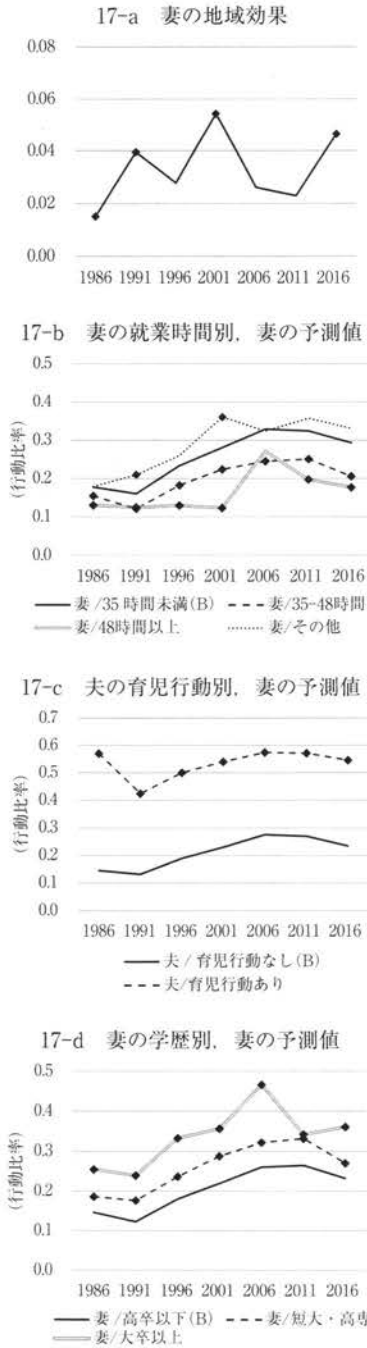 17-a 妻の地域効果
0.08
0.06
0.04
0.02
0.00
1986 1991 1996 2001 2006 2011 2016
17-b 妻の就業時間別，妻の予測値
0.5
0.4
0.3
0.2
0.1
0.0
(行動比率)
1986 1991 1996 2001 2006 2011 2016
妻/35時間未満(B) 妻/35-48時間
妻/48時間以上 妻/その他
17-c 夫の育児行動別，妻の予測値
0.7
0.6
0.5
0.4
0.3
0.2
0.1
0.0
(行動比率)
1986 1991 1996 2001 2006 2011 2016
夫/育児行動なし(B)
夫/育児行動あり
17-d 妻の学歴別，妻の予測値
0.5
0.4
0.3
0.2
0.1
0.0
(行動比率)
1986 1991 1996 2001 2006 2011 2016
妻/高卒以下(B) 妻/短大・高専
妻/大卒以上